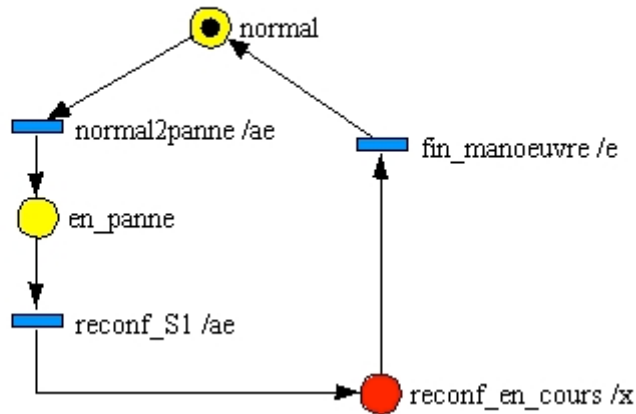 normal
normal2panne /ae
fin_manoeuvre /e
en_panne
reconf_S1 /ae
reconf_en_cours /x